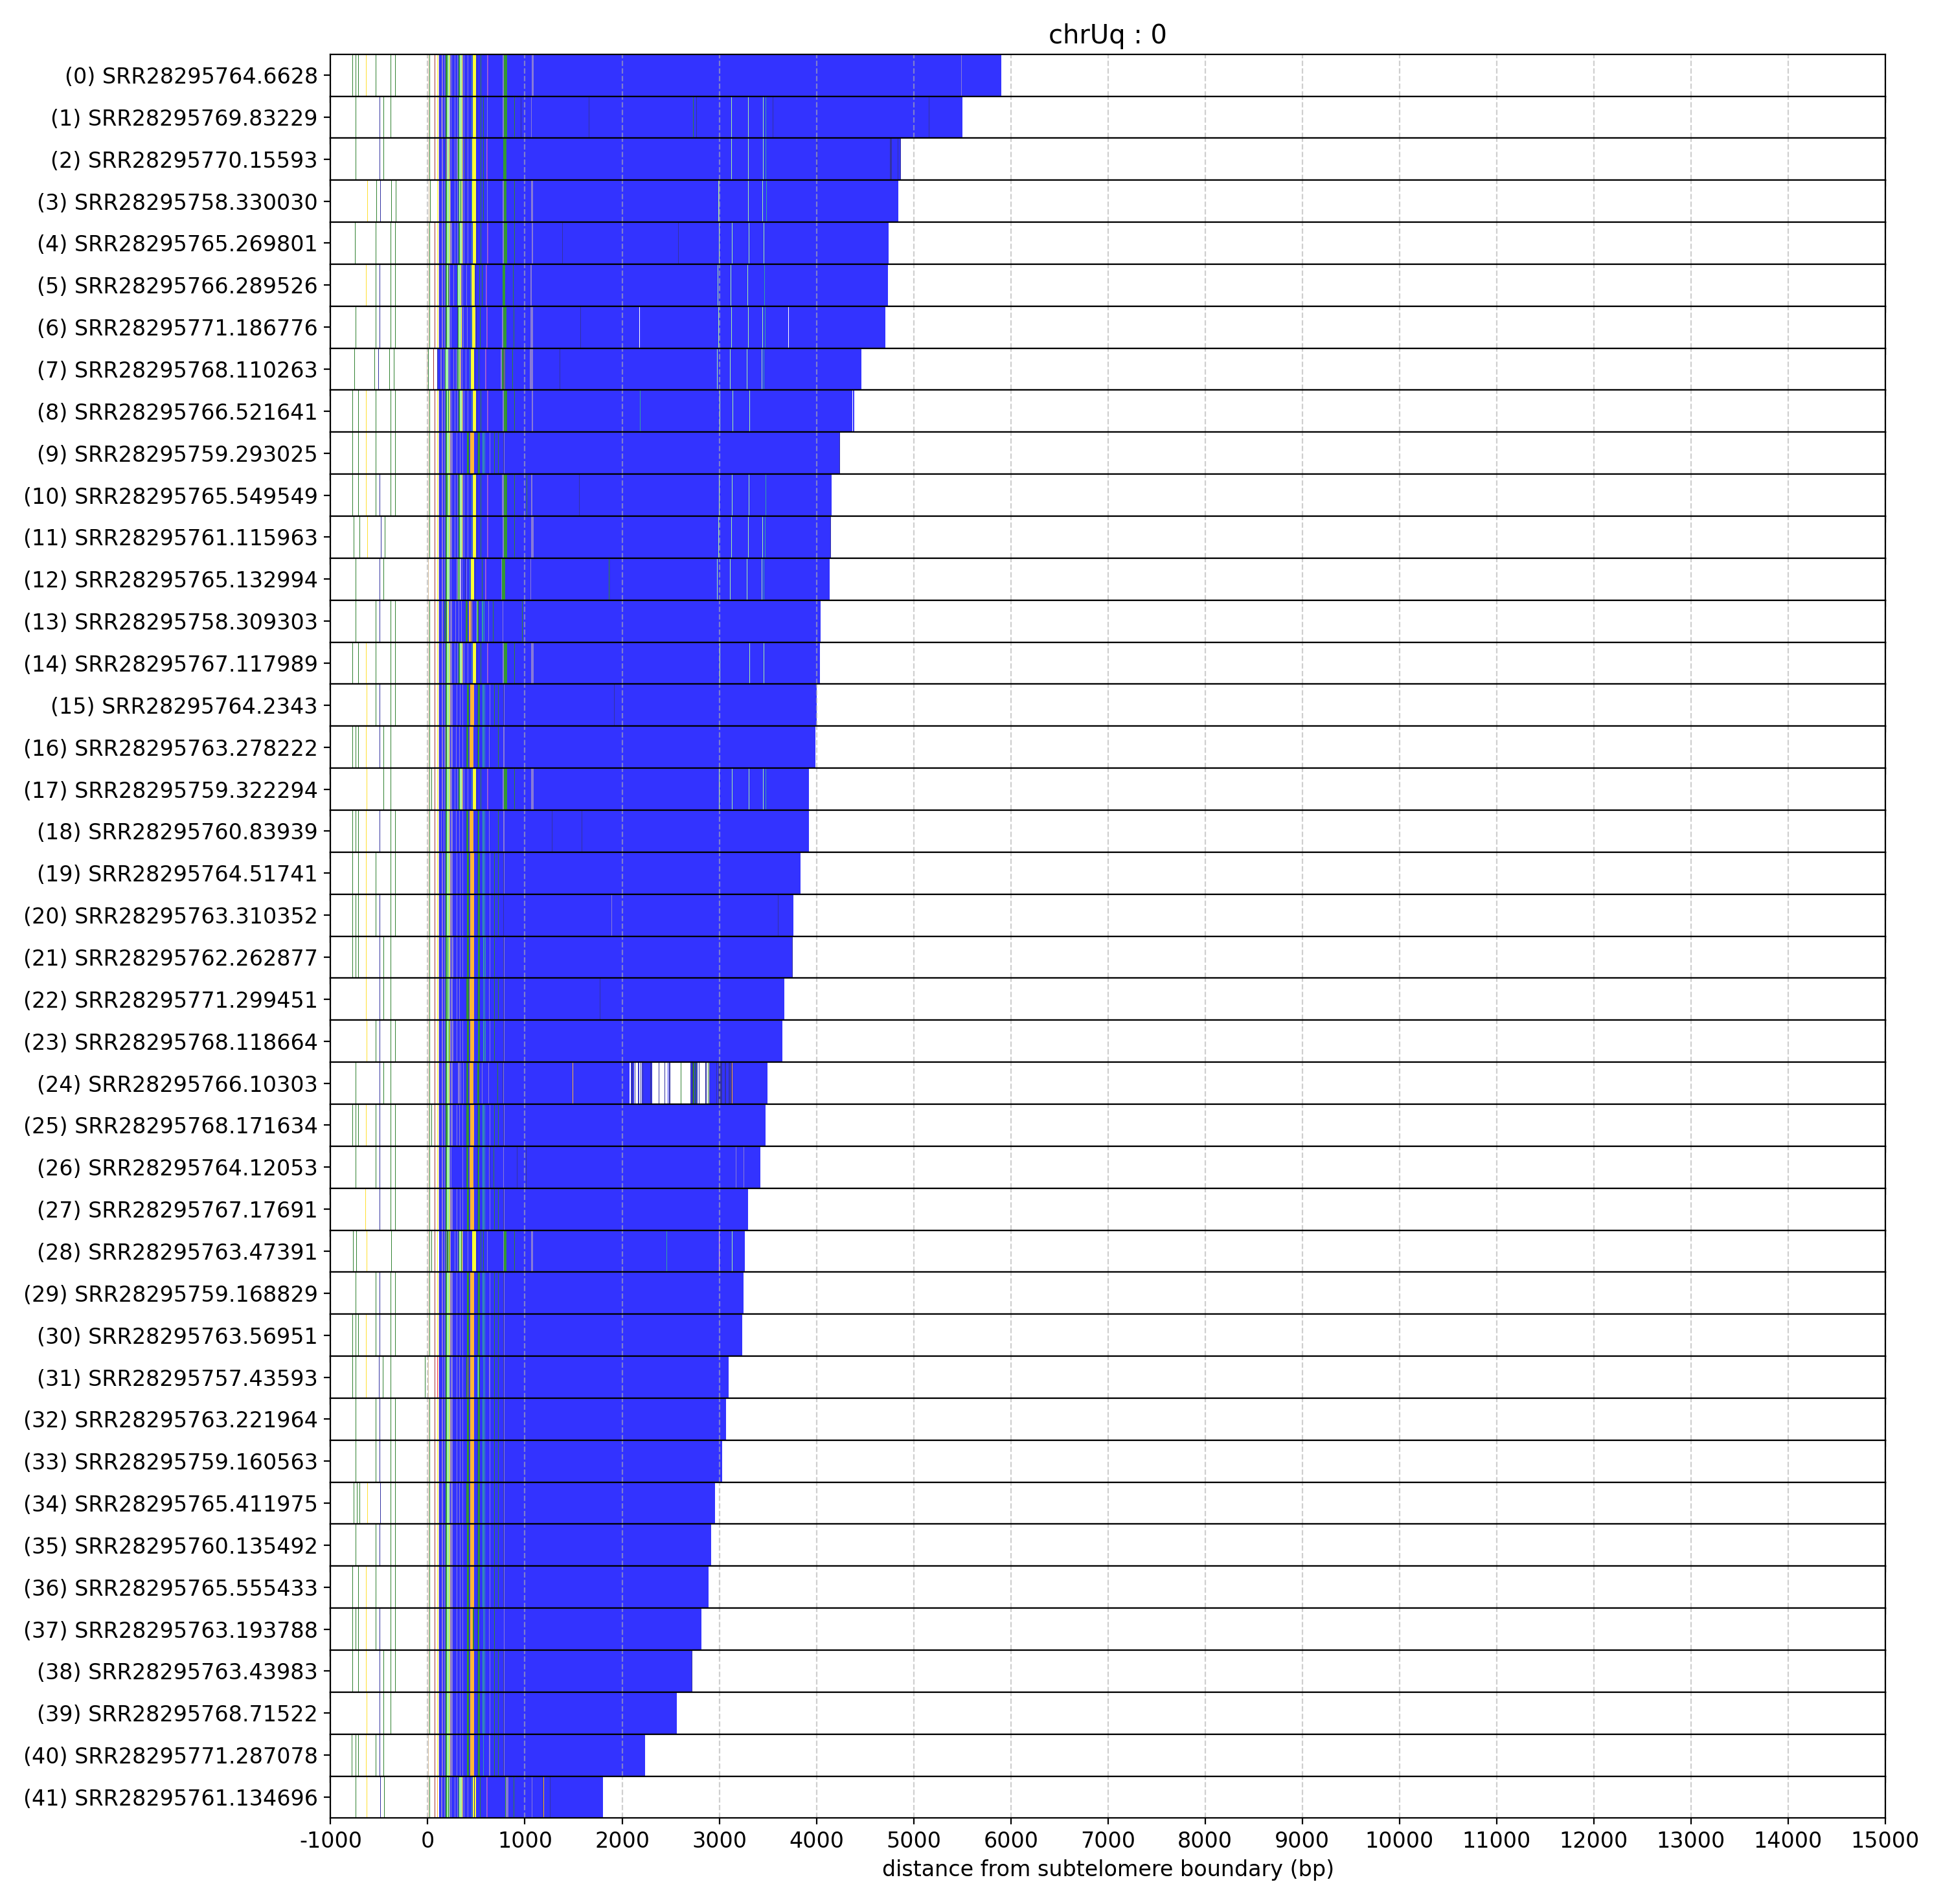 chrUq : 0
(0) SRR28295764.6628
(1) SRR28295769.83229
(2) SRR28295770.15593
(3) SRR28295758.330030
(4) SRR28295765.269801
(5) SRR28295766.289526
(6) SRR28295771.186776
(7) SRR28295768.110263
(8) SRR28295766.521641
(9) SRR28295759.293025
(10) SRR28295765.549549
(11) SRR28295761.115963
(12) SRR28295765.132994
(13) SRR28295758.309303
(14) SRR28295767.117989
(15) SRR28295764.2343
(16) SRR28295763.278222
(17) SRR28295759.322294
(18) SRR28295760.83939
(19) SRR28295764.51741
(20) SRR28295763.310352
(21) SRR28295762.262877
(22) SRR28295771.299451
(23) SRR28295768.118664
(24) SRR28295766.10303
(25) SRR28295768.171634
(26) SRR28295764.12053
(27) SRR28295767.17691
(28) SRR28295763.47391
(29) SRR28295759.168829
(30) SRR28295763.56951
(31) SRR28295757.43593
(32) SRR28295763.221964
(33) SRR28295759.160563
(34) SRR28295765.411975
(35) SRR28295760.135492
(36) SRR28295765.555433
(37) SRR28295763.193788
(38) SRR28295763.43983
(39) SRR28295768.71522
(40) SRR28295771.287078
(41) SRR28295761.134696
-1000 0 1000 2000 3000 4000 5000 6000 7000 8000 9000 10000 11000 12000 13000 14000 15000
distance from subtelomere boundary (bp)